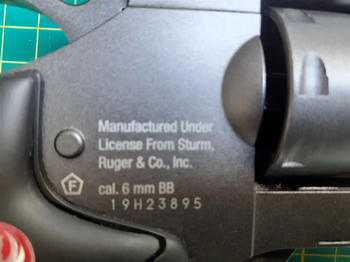 Manufactured Under
License From Sturm,
Ruger & Co., Inc.
F cal. 6 mm BB
19H23895